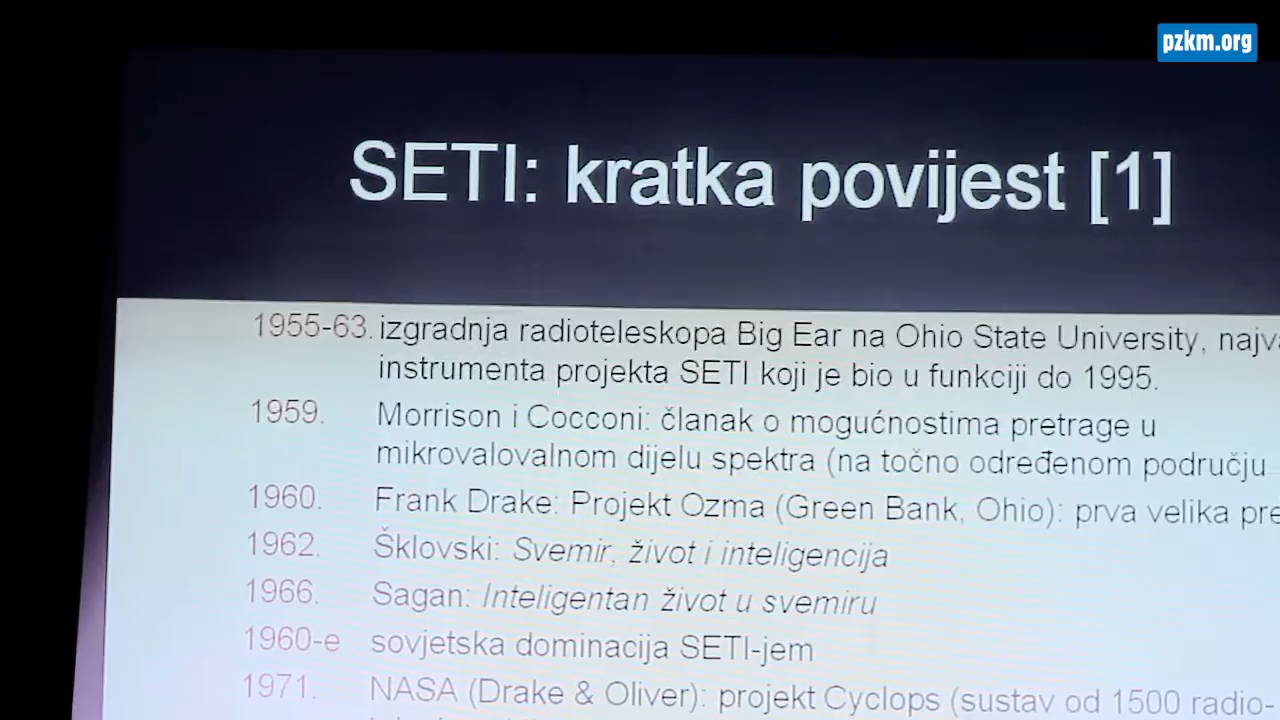 pzkm.org
SETI: kratka povijest [1]
1955-63. izgradnja radioteleskopa Big Ear na Ohio State University,
instrumenta projekta SETI koji je bio u funkciji do 1995.
1959. Morrison i Cocconi: članak o mogućnostima pretrage u
mikrovalovalnom dijelu spektra (na točno određenom području
1960. Frank Drake: Projekt Ozma (Green Bank, Ohio): prva velika
1962. Šklovski: Svemir, život i inteligencija
1966. Sagan: Inteligentan život u svemiru
1960-e sovjetska dominacija SETI-jem
1971. NASA (Drake & Oliver): projekt Cyclops (sustav od 1500 radio-